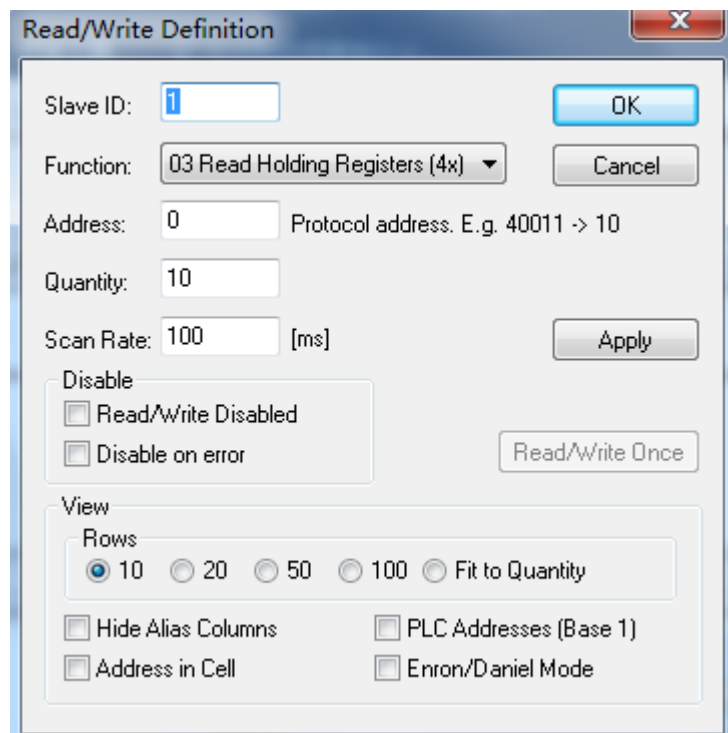 Read/Write Definition
Slave ID: 1
OK
Function: 03 Read Holding Registers (4x)
Cancel
Address: 0 Protocol address. E.g. 40011 -> 10
Quantity: 10
Scan Rate: 100 [ms]
Apply
Disable
Read/Write Disabled
Disable on error
Read/Write Once
View
Rows
10 20 50 100 Fit to Quantity
Hide Alias Columns PLC Addresses (Base 1)
Address in Cell Enron/Daniel Mode